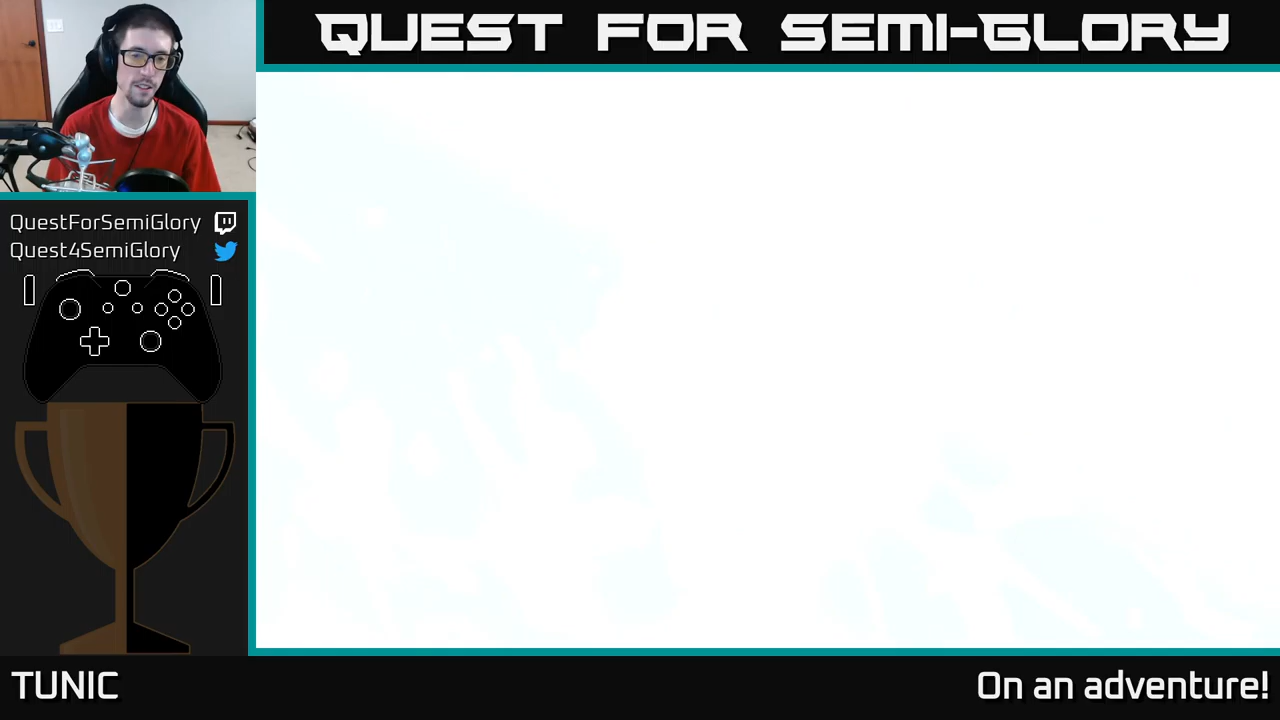 QUEST FOR SEMI-GLORY
QuestForSemiGlory
Quest4SemiGlory
TUNIC
On an adventure!